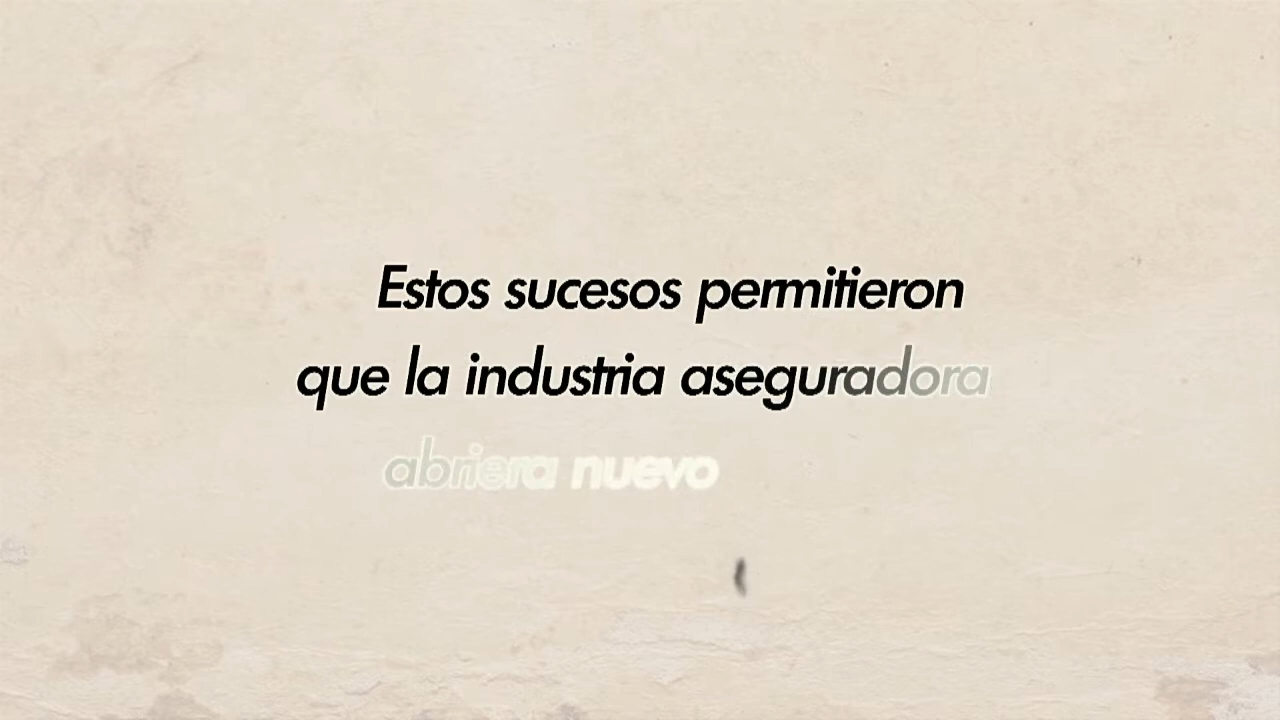 Estos sucesos permitieron
que la industria aseguradora
abriera nuevo